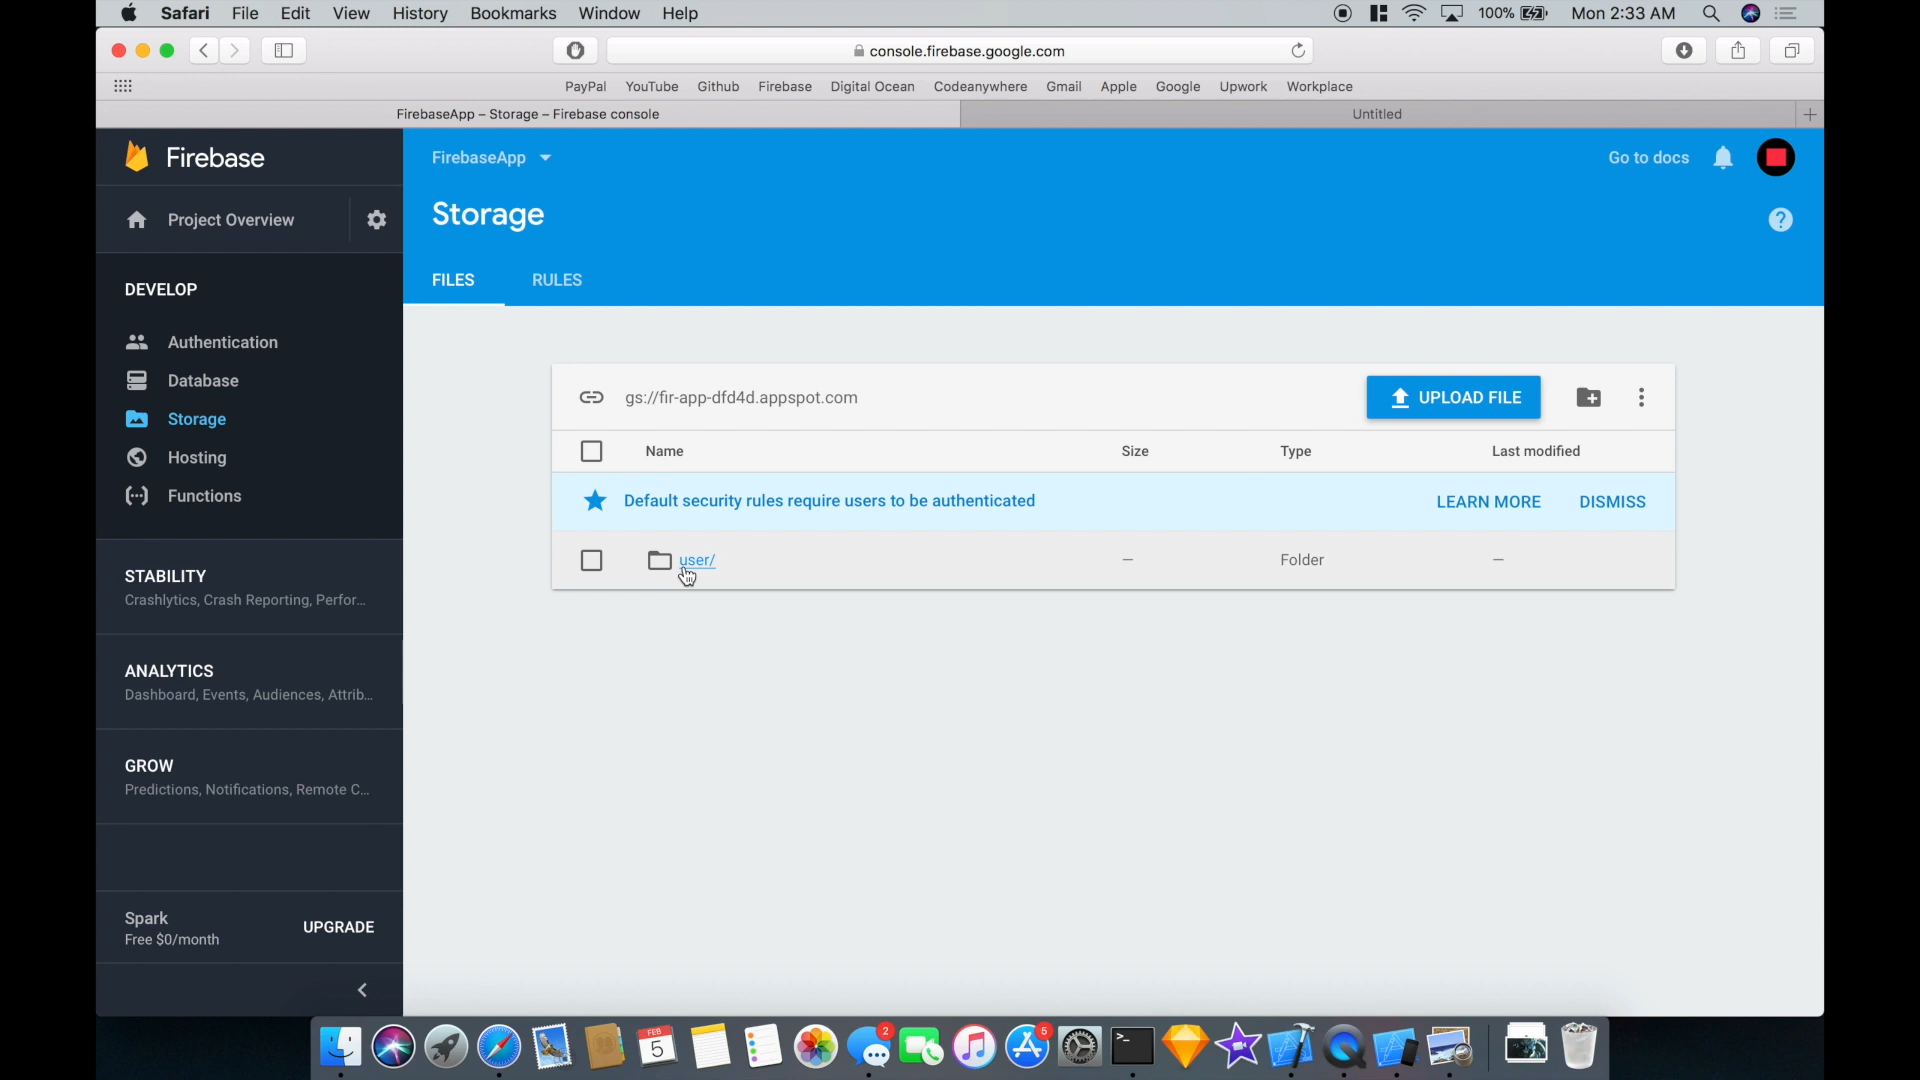 Safari File Edit View History Bookmarks Window Help 100% Mon 2:33 AM
console.firebase.google.com
PayPal YouTube Github Firebase Digital Ocean Codeanywhere Gmail Apple Google Upwork Workplace
FirebaseApp – Storage – Firebase console Untitled
Firebase
FirebaseApp Go to docs
Project Overview
Storage
?
FILES RULES
DEVELOP
Authentication
Database
Storage
Hosting
Functions
gs://fir-app-dfd4d.appspot.com UPLOAD FILE
Name Size Type Last modified
Default security rules require users to be authenticated LEARN MORE DISMISS
user/ — Folder —
STABILITY
Crashlytics, Crash Reporting, Perfor...
ANALYTICS
Dashboard, Events, Audiences, Attrib...
GROW
Predictions, Notifications, Remote C...
Spark
Free $0/month
UPGRADE
FEB
5
2
5